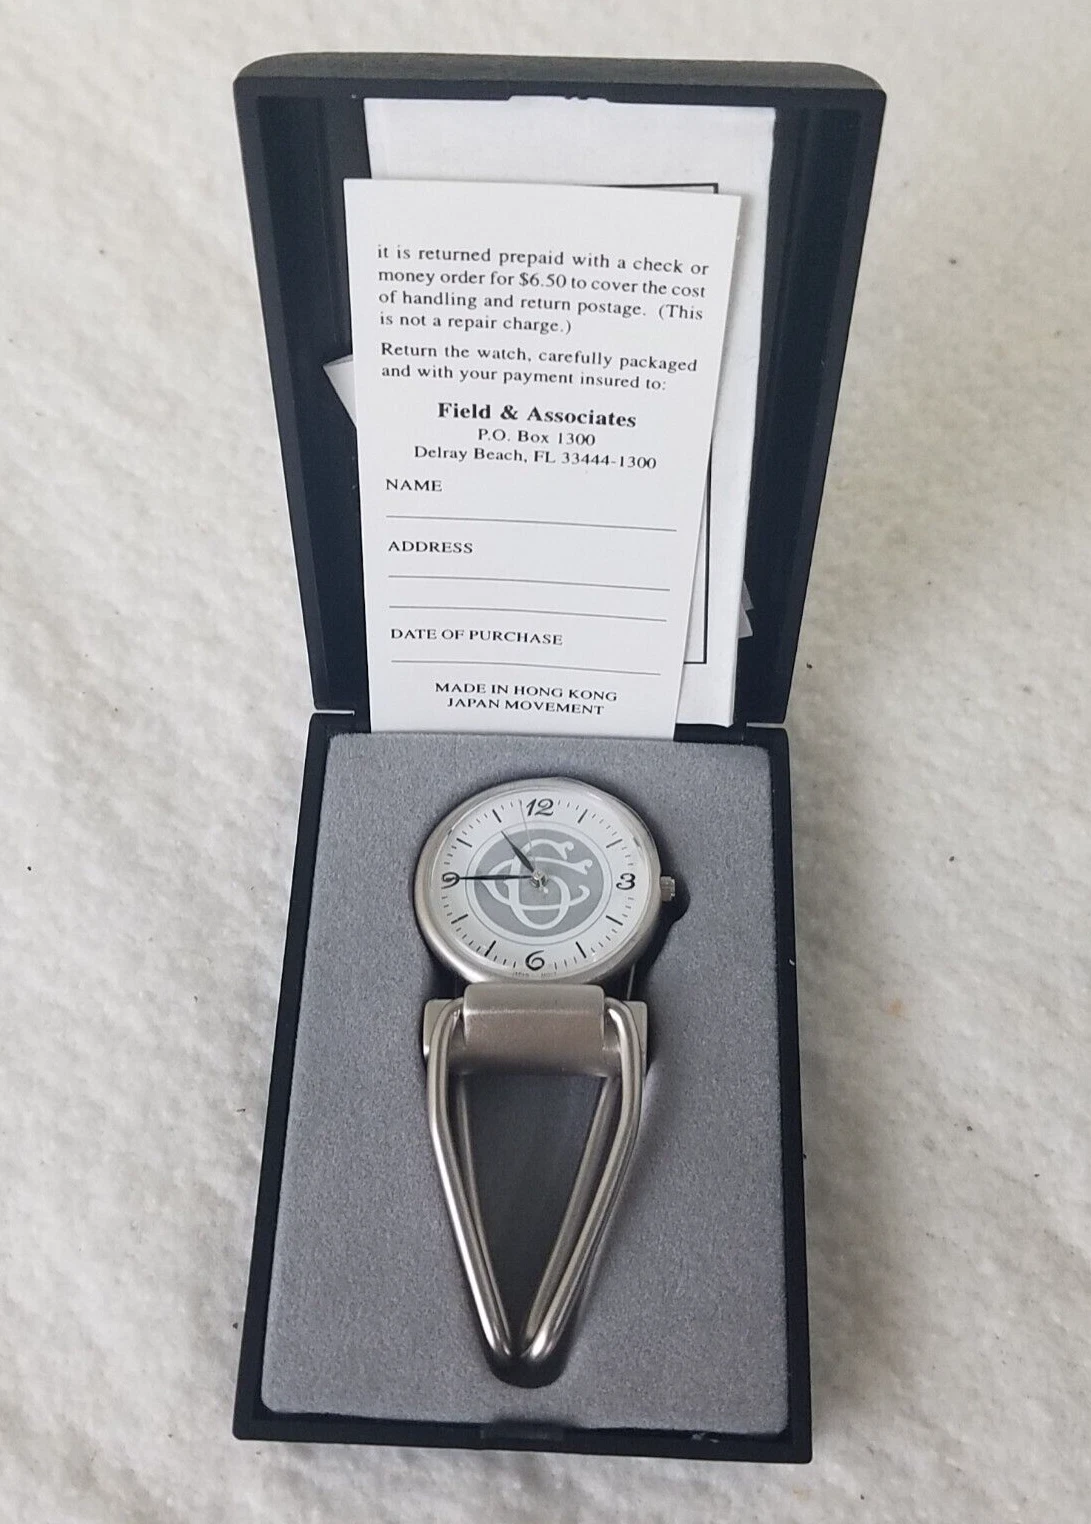 it is returned prepaid with a check or
money order for $6.50 to cover the cost
of handling and return postage. (This
is not a repair charge.)
Return the watch, carefully packaged
and with your payment insured to:
Field & Associates
P.O. Box 1300
Delray Beach, FL 33444-1300
NAME
ADDRESS
DATE OF PURCHASE
MADE IN HONG KONG
JAPAN MOVEMENT
12
9 3
6